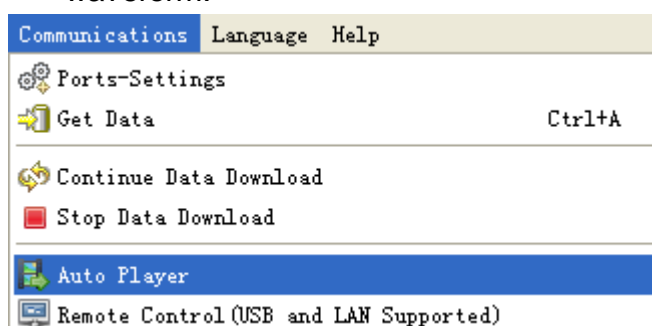 Communications Language Help
Ports-Settings
Get Data Ctrl+A
Continue Data Download
Stop Data Download
Auto Player
Remote Control(USB and LAN Supported)